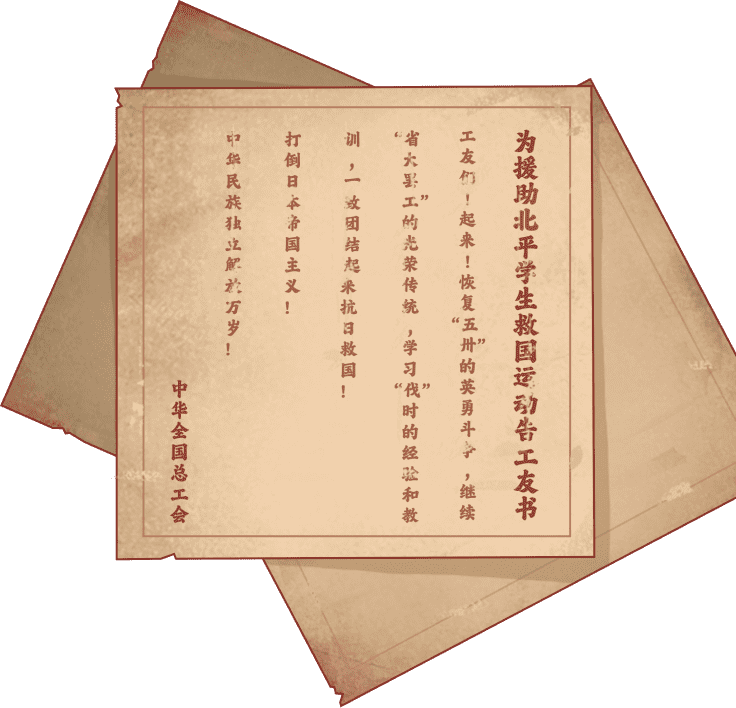 为援助北平学生救国运动告工友书
工友们！起来！恢复“五卅”的英勇斗争，继续
“省大罢工”的光荣传统，学习“伐”时的经验和教
训，一致团结起来抗日救国！
打倒日本帝国主义！
中华民族独立解放万岁！
中华全国总工会